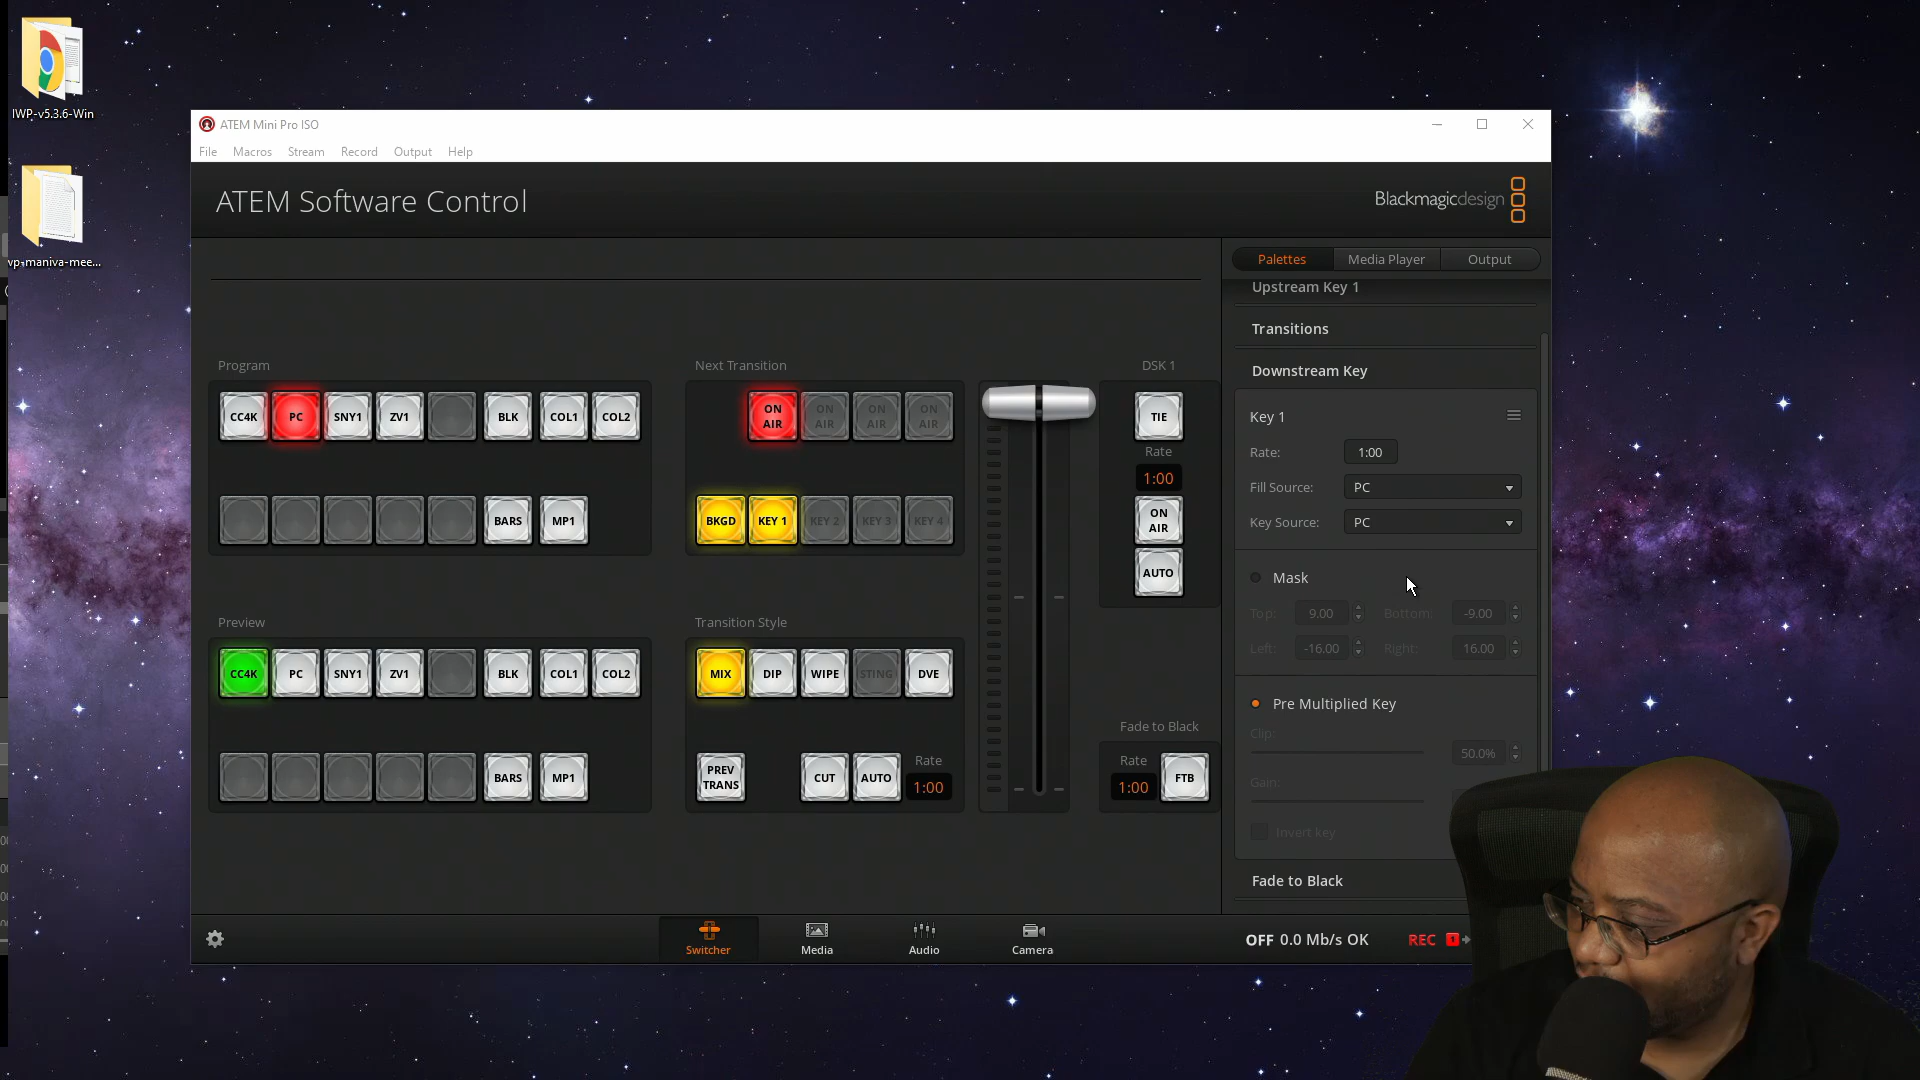 IWP-v5.3.6-Win
vp-maniva-mee...
ATEM Mini Pro ISO
File Macros Stream Record Output Help
ATEM Software Control
Blackmagicdesign
Palettes Media Player Output
Upstream Key 1
Transitions
Downstream Key
Program
CC4K PC SNY1 ZV1 BLK COL1 COL2
BARS MP1
Next Transition
ON AIR ON AIR ON AIR ON AIR
BKGD KEY 1 KEY 2 KEY 3 KEY 4
DSK 1
TIE
Rate
1:00
ON AIR
AUTO
Key 1
Rate: 1:00
Fill Source: PC
Key Source: PC
Mask
Top: 9.00 Bottom: -9.00
Left: -16.00 Right: 16.00
Pre Multiplied Key
Clip:
50.0%
Gain:
Invert key
Fade to Black
Preview
CC4K PC SNY1 ZV1 BLK COL1 COL2
BARS MP1
Transition Style
MIX DIP WIPE STING DVE
PREV TRANS CUT AUTO Rate
1:00
Fade to Black
Rate
1:00 FTB
Switcher Media Audio Camera
OFF 0.0 Mb/s OK REC 1